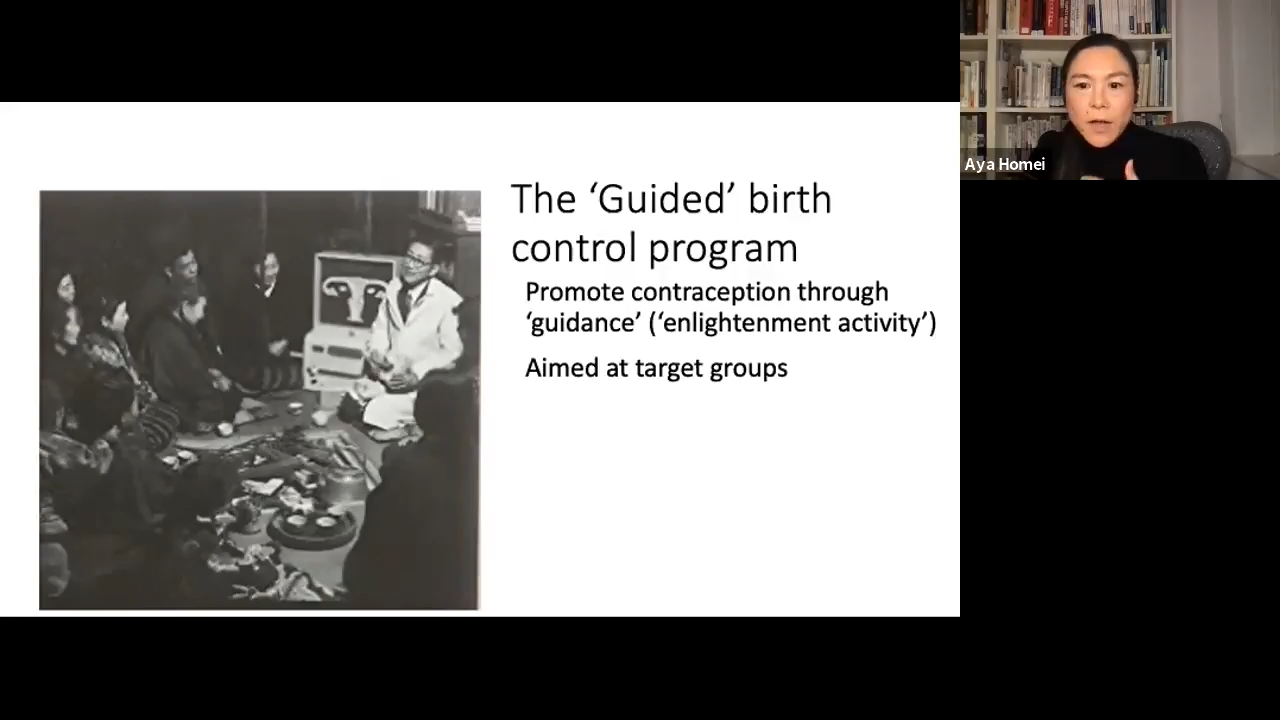 The ‘Guided’ birth
control program
Promote contraception through
‘guidance’ (‘enlightenment activity’)
Aimed at target groups
Aya Homei